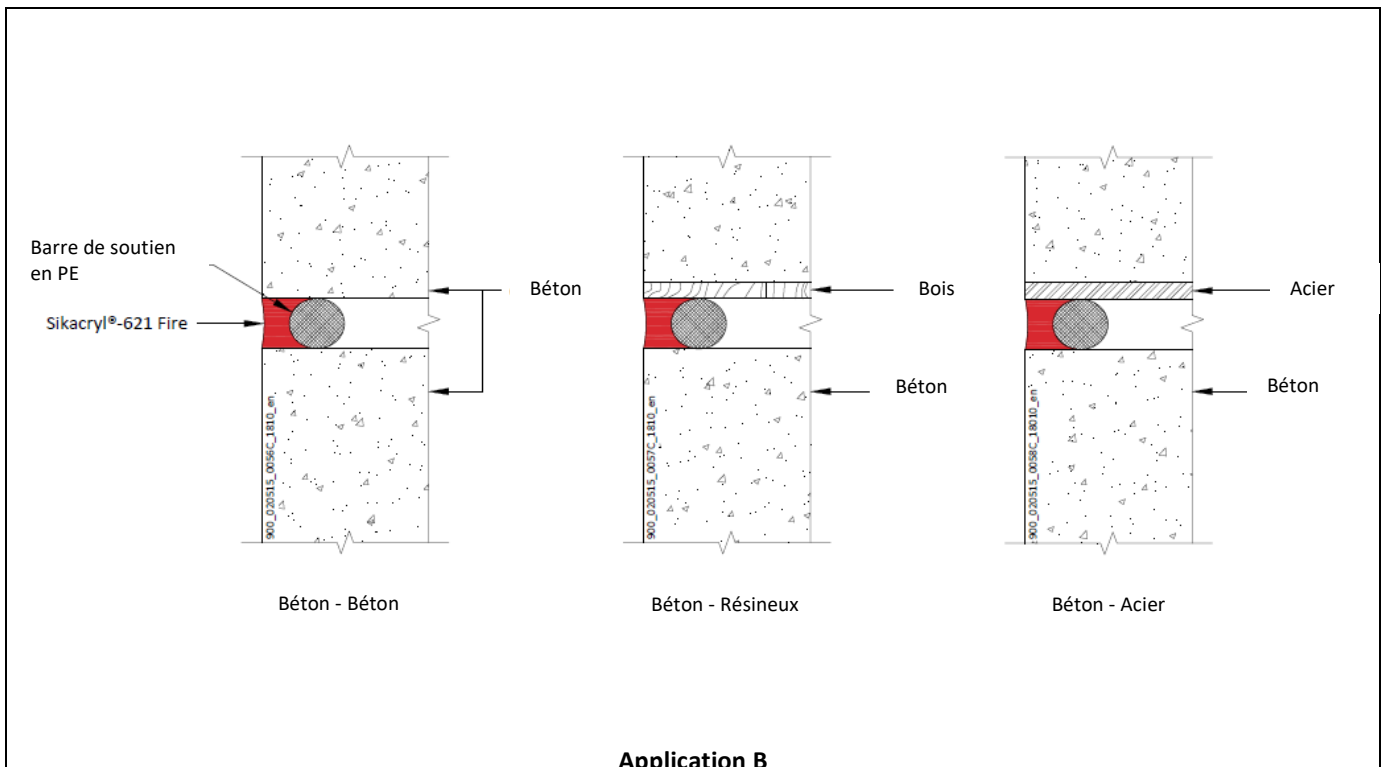 Barre de soutien
en PE
Sikacryl®-621 Fire
Béton
900_020515_0056C_1810_en
Béton - Béton
Bois
Béton
900_020515_0057C_1810_en
Béton - Résineux
Acier
Béton
900_020515_0058C_18010_en
Béton - Acier
Application B